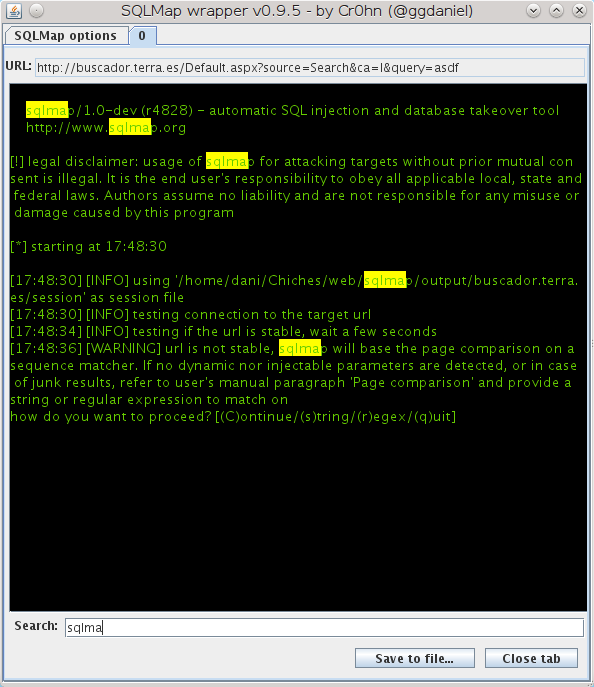 SQLMap wrapper v0.9.5 - by Cr0hn (@ggdaniel)
SQLMap options 0
URL: http://buscador.terra.es/Default.aspx?source=Search&ca=l&query=asdf
sqlmap/1.0-dev (r4828) - automatic SQL injection and database takeover tool
http://www.sqlmap.org
[!] legal disclaimer: usage of sqlmap for attacking targets without prior mutual con
sent is illegal. It is the end user's responsibility to obey all applicable local, state and
federal laws. Authors assume no liability and are not responsible for any misuse or
damage caused by this program
[*] starting at 17:48:30
[17:48:30] [INFO] using '/home/dani/Chiches/web/sqlmap/output/buscador.terra.
es/session' as session file
[17:48:30] [INFO] testing connection to the target url
[17:48:34] [INFO] testing if the url is stable, wait a few seconds
[17:48:36] [WARNING] url is not stable, sqlmap will base the page comparison on a
sequence matcher. If no dynamic nor injectable parameters are detected, or in case
of junk results, refer to user's manual paragraph 'Page comparison' and provide a
string or regular expression to match on
how do you want to proceed? [(C)ontinue/(s)tring/(r)egex/(q)uit]
Search: sqlma
Save to file... Close tab